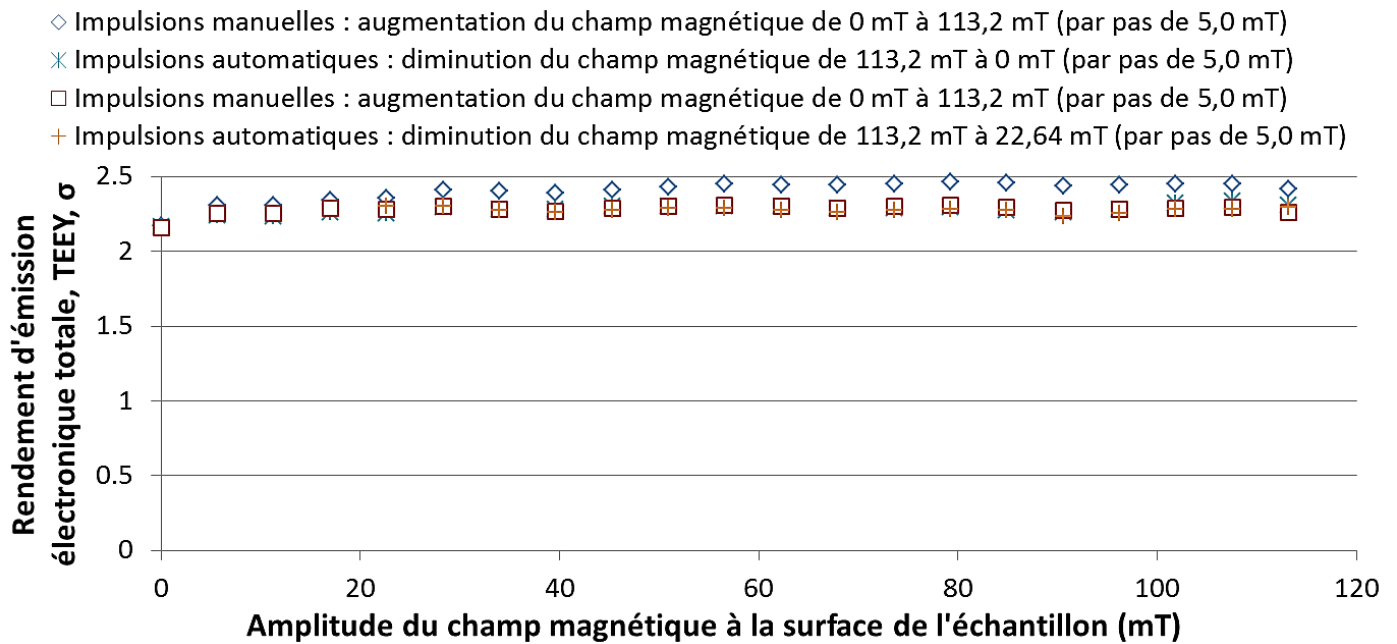 Impulsions manuelles : augmentation du champ magnétique de 0 mT à 113,2 mT (par pas de 5,0 mT)
Impulsions automatiques : diminution du champ magnétique de 113,2 mT à 0 mT (par pas de 5,0 mT)
Impulsions manuelles : augmentation du champ magnétique de 0 mT à 113,2 mT (par pas de 5,0 mT)
Impulsions automatiques : diminution du champ magnétique de 113,2 mT à 22,64 mT (par pas de 5,0 mT)
Rendement d'émission
électronique totale, TEEY, σ
2.5
2
1.5
1
0.5
0
0 20 40 60 80 100 120
Amplitude du champ magnétique à la surface de l'échantillon (mT)